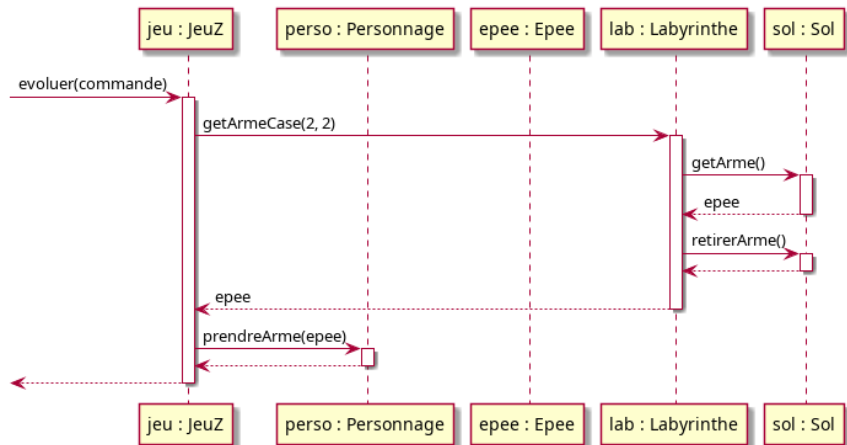 jeu : JeuZ
perso : Personnage
epee : Epee
lab : Labyrinthe
sol : Sol
evoluer(commande)
getArmeCase(2, 2)
getArme()
epee
retirerArme()
epee
prendreArme(epee)
jeu : JeuZ
perso : Personnage
epee : Epee
lab : Labyrinthe
sol : Sol